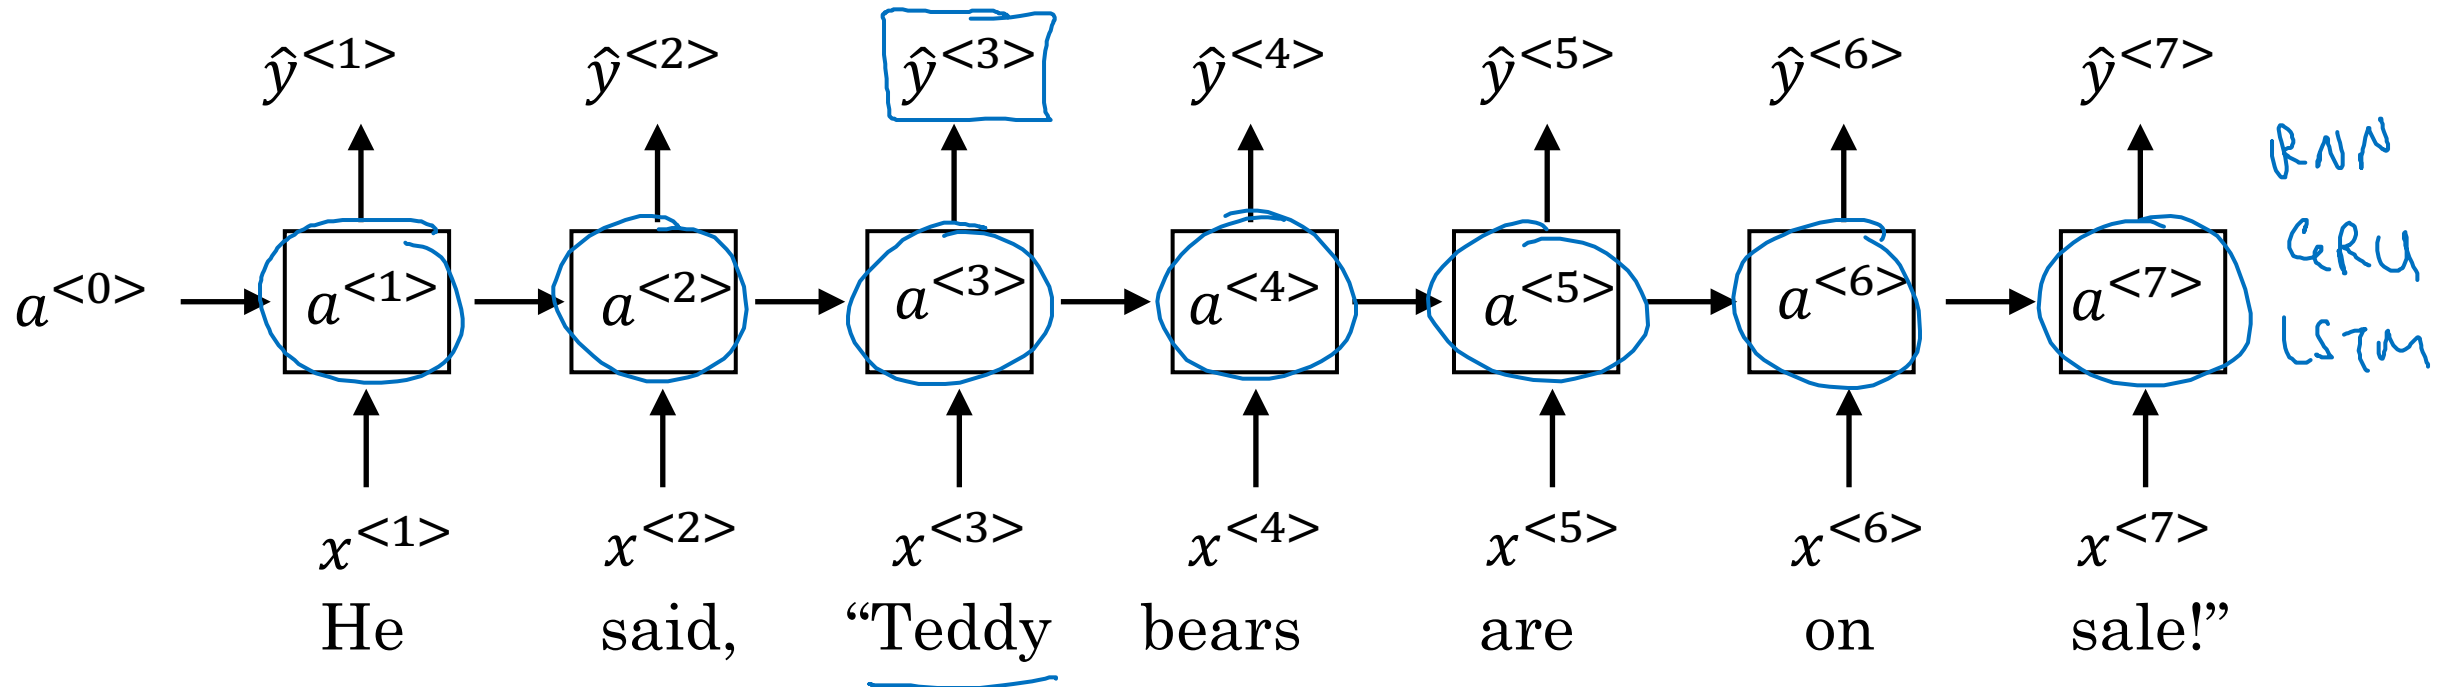 ŷ<1> ŷ<2> ŷ<3> ŷ<4> ŷ<5> ŷ<6> ŷ<7>
RNN
GRU
LSTM
a<0> a<1> a<2> a<3> a<4> a<5> a<6> a<7>
x<1> x<2> x<3> x<4> x<5> x<6> x<7>
He said, “Teddy bears are on sale!”